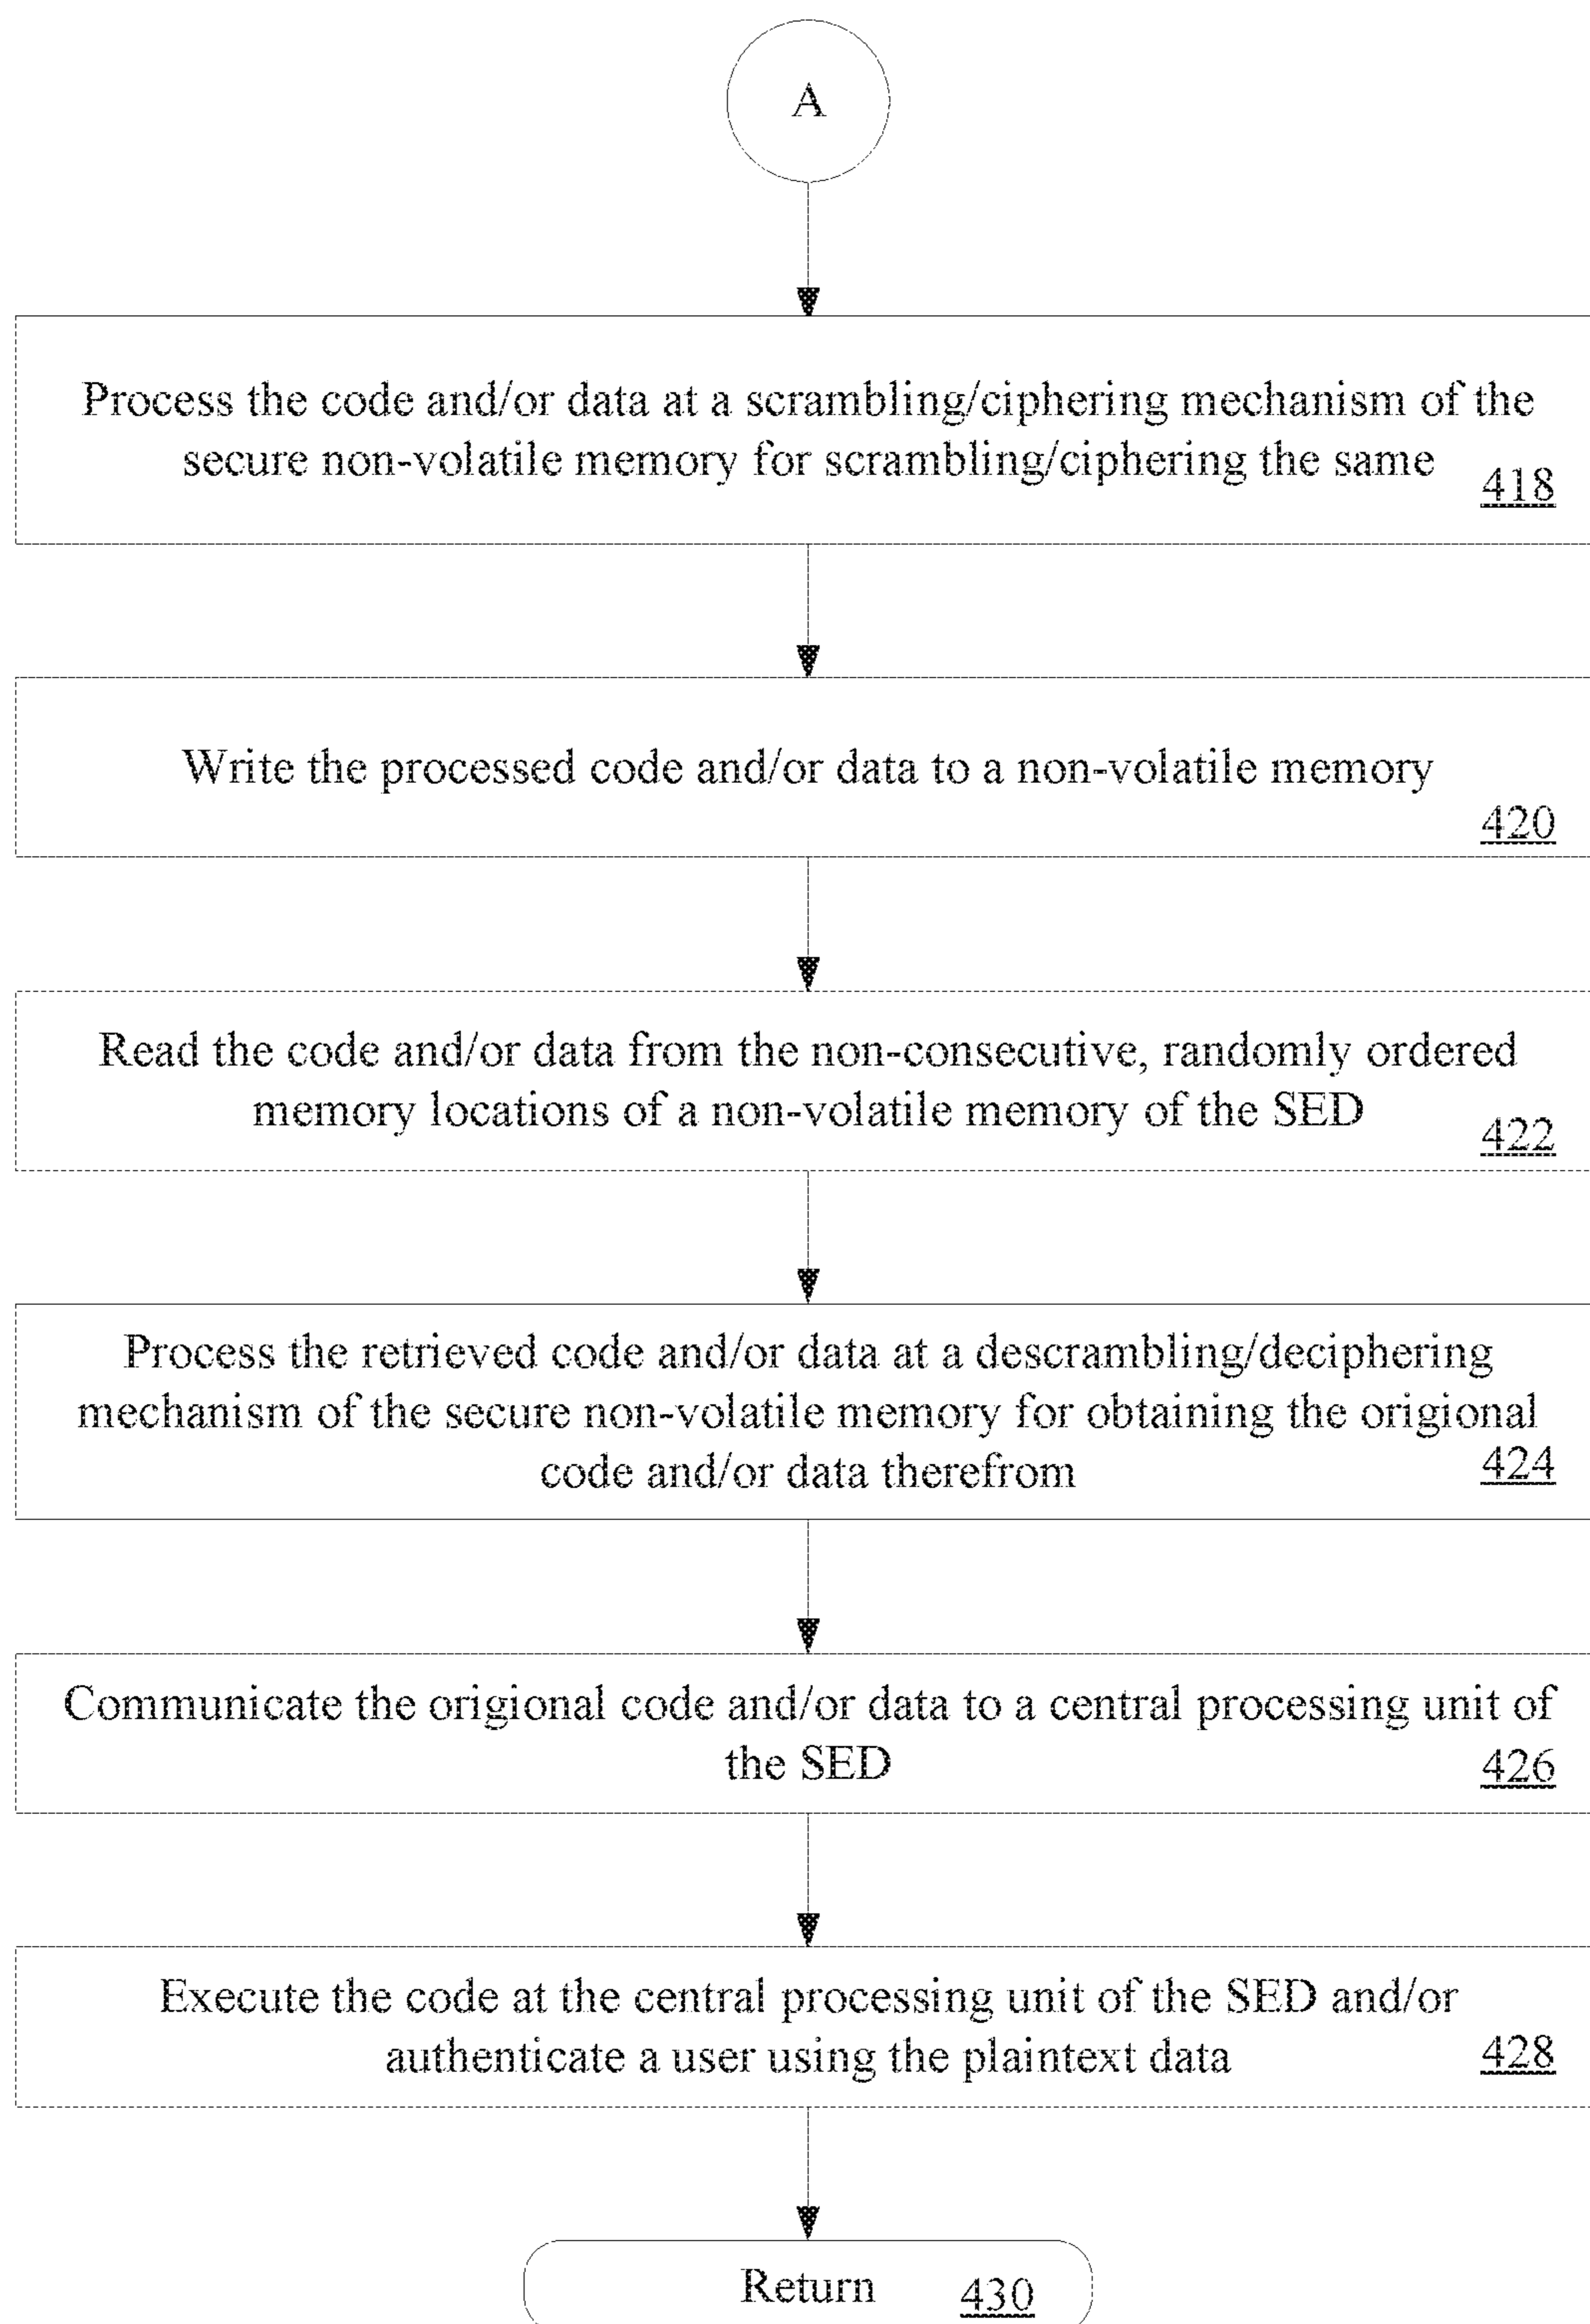 A
Process the code and/or data at a scrambling/ciphering mechanism of the
secure non-volatile memory for scrambling/ciphering the same
418
Write the processed code and/or data to a non-volatile memory
420
Read the code and/or data from the non-consecutive, randomly ordered
memory locations of a non-volatile memory of the SED
422
Process the retrieved code and/or data at a descrambling/deciphering
mechanism of the secure non-volatile memory for obtaining the origional
code and/or data therefrom
424
Communicate the origional code and/or data to a central processing unit of
the SED
426
Execute the code at the central processing unit of the SED and/or
authenticate a user using the plaintext data
428
Return 430